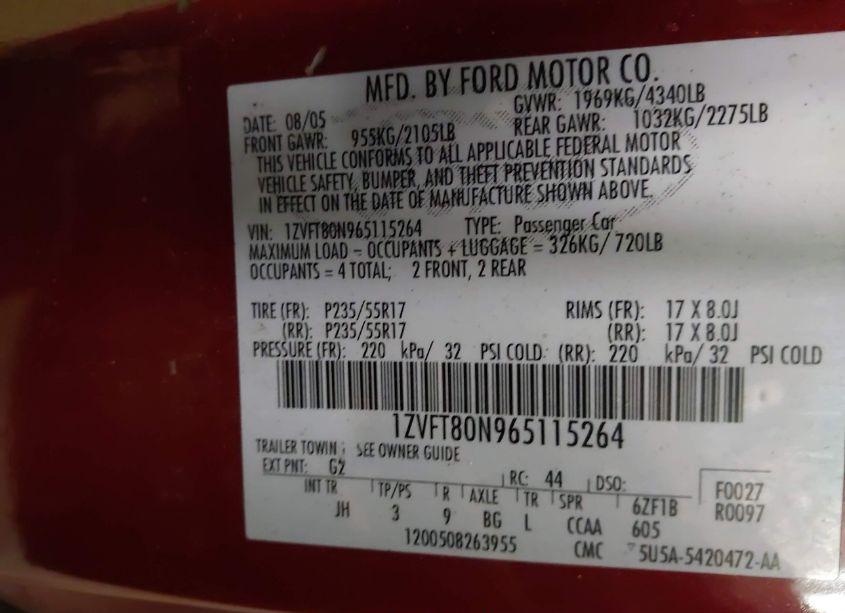 MFD. BY FORD MOTOR CO.
DATE: 08/05 GVWR: 1969KG/4340LB
FRONT GAWR: 955KG/2105LB REAR GAWR: 1032KG/2275LB
THIS VEHICLE CONFORMS TO ALL APPLICABLE FEDERAL MOTOR
VEHICLE SAFETY, BUMPER, AND THEFT PREVENTION STANDARDS
IN EFFECT ON THE DATE OF MANUFACTURE SHOWN ABOVE.
VIN: 1ZVFT80N965115264 TYPE: Passenger Car
MAXIMUM LOAD - OCCUPANTS + LUGGAGE = 326KG/ 720LB
OCCUPANTS = 4 TOTAL; 2 FRONT, 2 REAR
TIRE (FR): P235/55R17 RIMS (FR): 17 X 8.0J
(RR): P235/55R17 (RR): 17 X 8.0J
PRESSURE (FR): 220 kPa/ 32 PSI COLD: (RR): 220 kPa/ 32 PSI COLD
1ZVFT80N965115264
TRAILER TOWIN : SEE OWNER GUIDE
EXT PNT: G2 RC: 44 DSO: F0027
INT TR TP/PS R AXLE TR SPR 6ZF1B R0097
JH 3 9 BG L CCAA 605
1200508263955 CMC 5U5A-5420472-AA